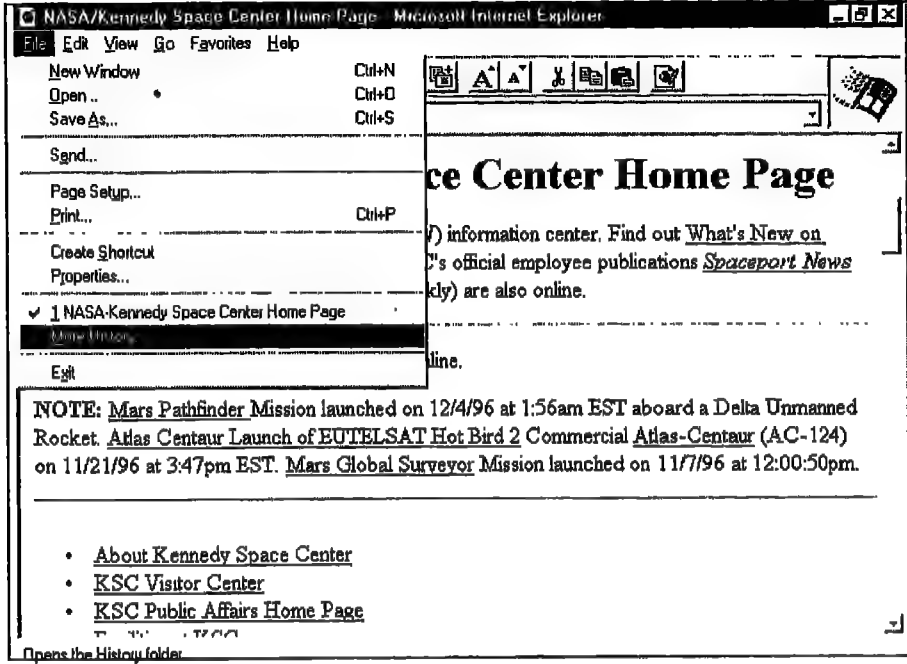 NASA/Kennedy Space Center Home Page - Microsoft Internet Explorer
File Edit View Go Favorites Help
New Window Ctrl+N
Open .. Ctrl+O
Save As... Ctrl+S
Send...
Page Setup...
Print... Ctrl+P
Create Shortcut
Properties...
1 NASA-Kennedy Space Center Home Page
More History...
Exit
ce Center Home Page
) information center. Find out What's New on
's official employee publications Spaceport News
kly) are also online.
line.
NOTE: Mars Pathfinder Mission launched on 12/4/96 at 1:56am EST aboard a Delta Unmanned
Rocket. Atlas Centaur Launch of EUTELSAT Hot Bird 2 Commercial Atlas-Centaur (AC-124)
on 11/21/96 at 3:47pm EST. Mars Global Surveyor Mission launched on 11/7/96 at 12:00:50pm.
• About Kennedy Space Center
• KSC Visitor Center
• KSC Public Affairs Home Page
Opens the History folder